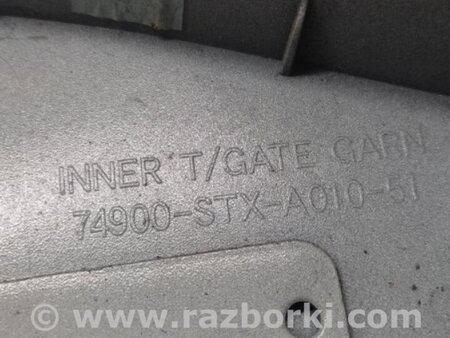 INNER T/GATE GARN
74900-STX-A010-51
www.razborki.com